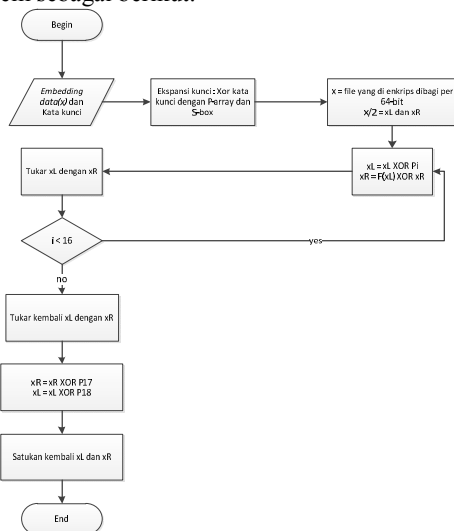 Begin
Embedding
data(x) dan
Kata kunci
Ekspansi kunci: Xor kata
kunci dengan P-array dan
S-box
x = file yang di enkrips dibagi per
64-bit
x/2 = xL dan xR
xL = xL XOR Pi
xR = F(xL) XOR xR
Tukar xL dengan xR
i < 16
yes
no
Tukar kembali xL dengan xR
xR = xR XOR P17
xL = xL XOR P18
Satukan kembali xL dan xR
End